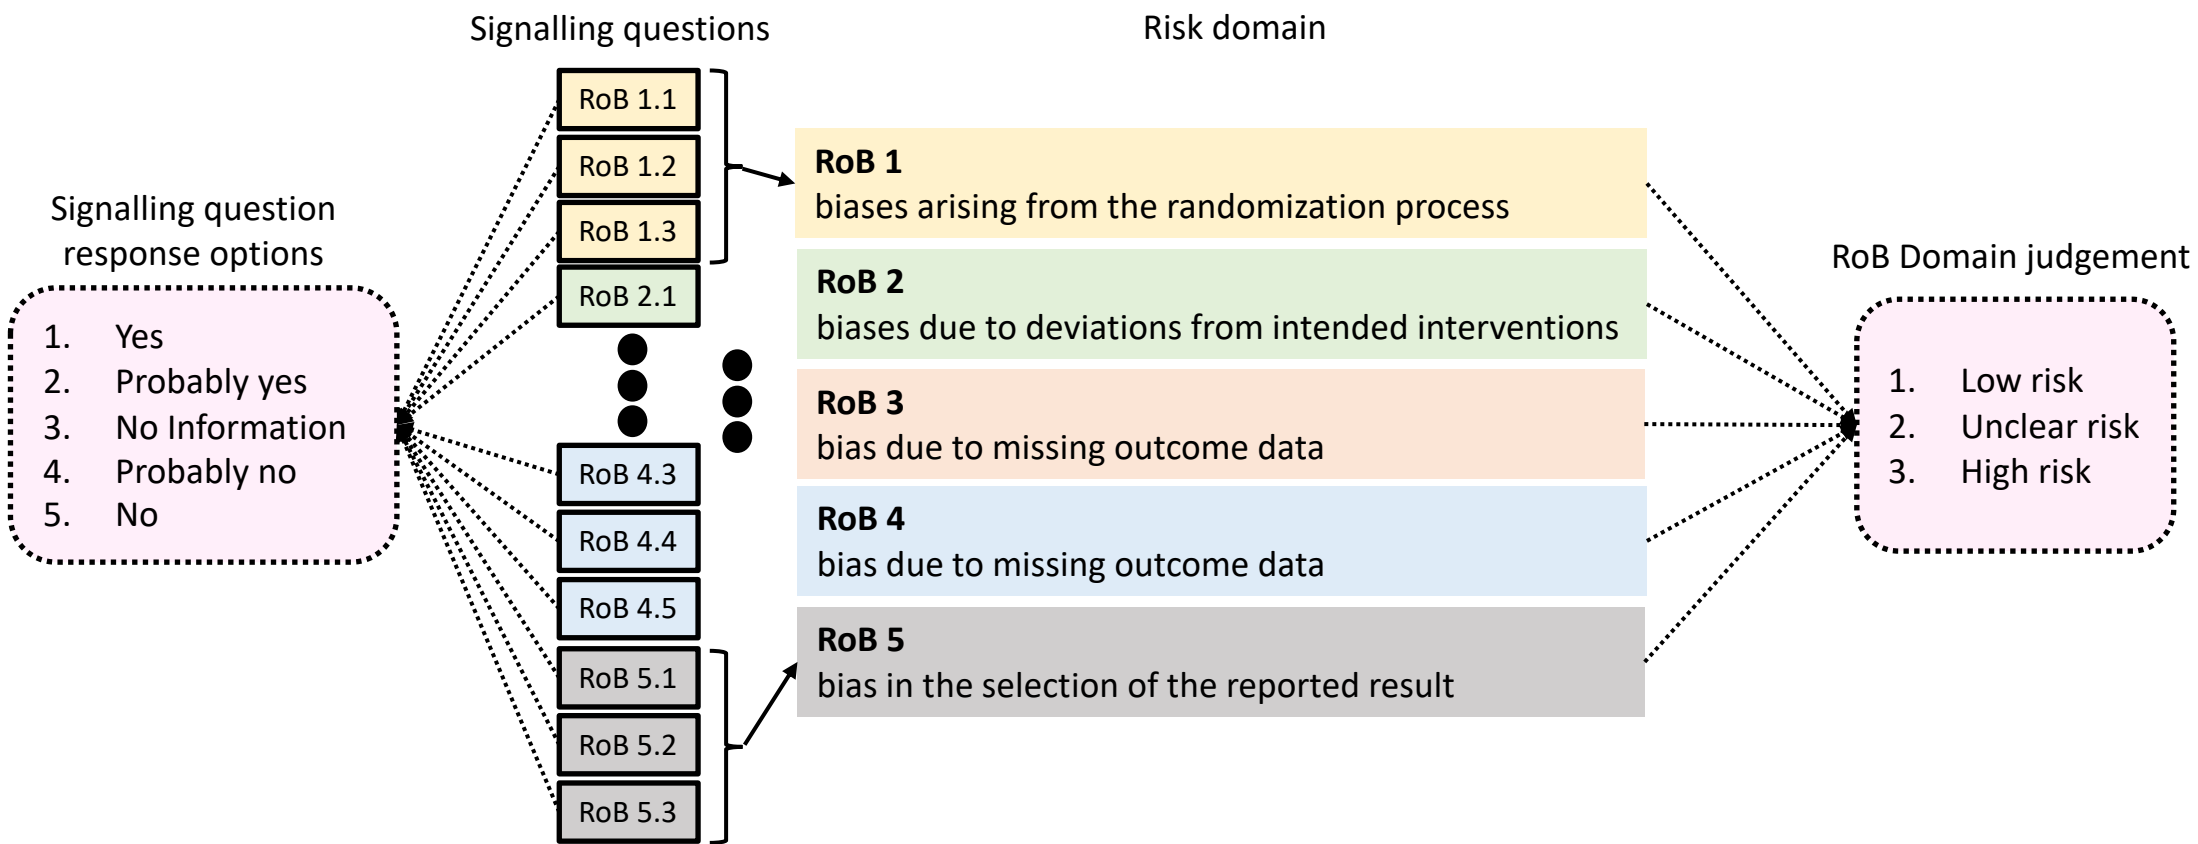 Signalling questions
Risk domain
RoB 1.1
RoB 1.2
RoB 1.3
RoB 2.1
RoB 4.3
RoB 4.4
RoB 4.5
RoB 5.1
RoB 5.2
RoB 5.3
Signalling question
response options
1. Yes
2. Probably yes
3. No Information
4. Probably no
5. No
RoB 1
biases arising from the randomization process
RoB 2
biases due to deviations from intended interventions
RoB 3
bias due to missing outcome data
RoB 4
bias due to missing outcome data
RoB 5
bias in the selection of the reported result
RoB Domain judgement
1. Low risk
2. Unclear risk
3. High risk